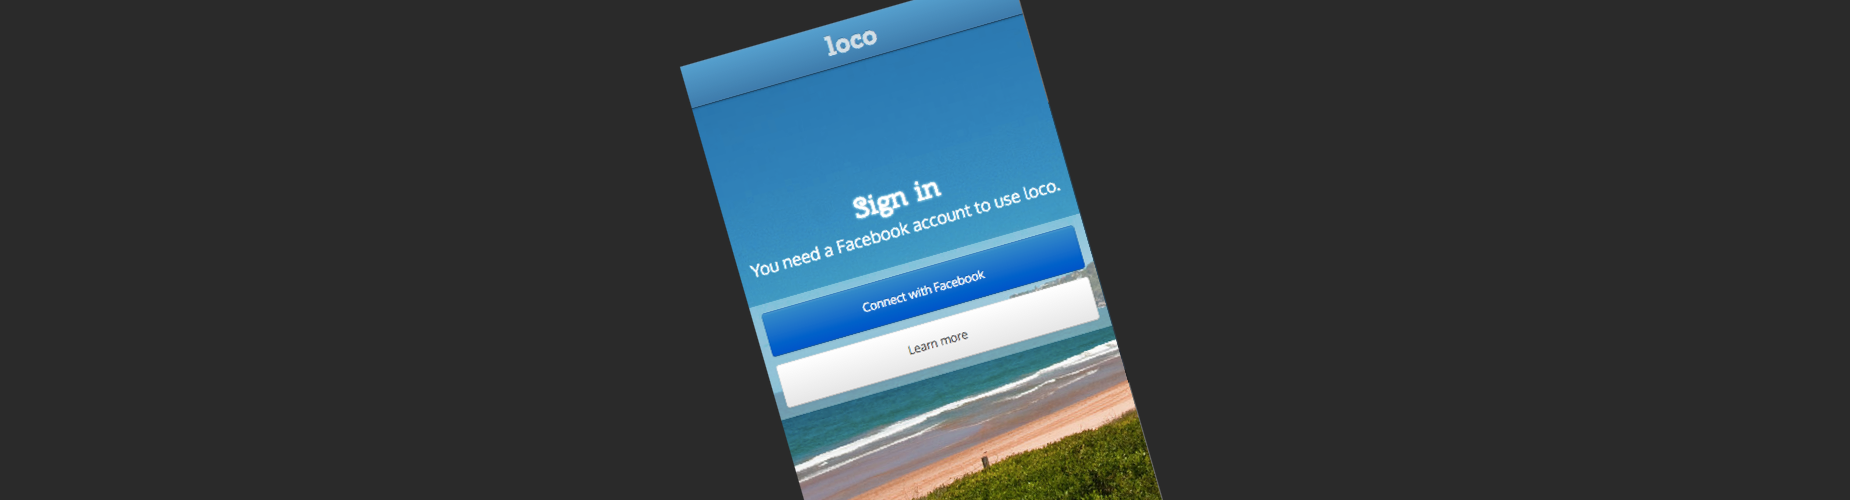 loco
Sign in
You need a Facebook account to use loco.
Connect with Facebook
Learn more